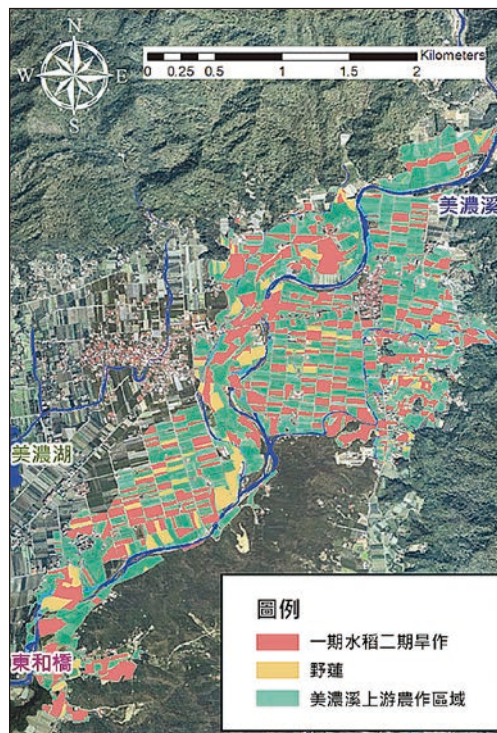 N
W E
S
Kilometers
0 0.25 0.5 1 1.5 2
美濃溪
美濃湖
東和橋
圖例
一期水稻二期旱作
野蓮
美濃溪上游農作區域